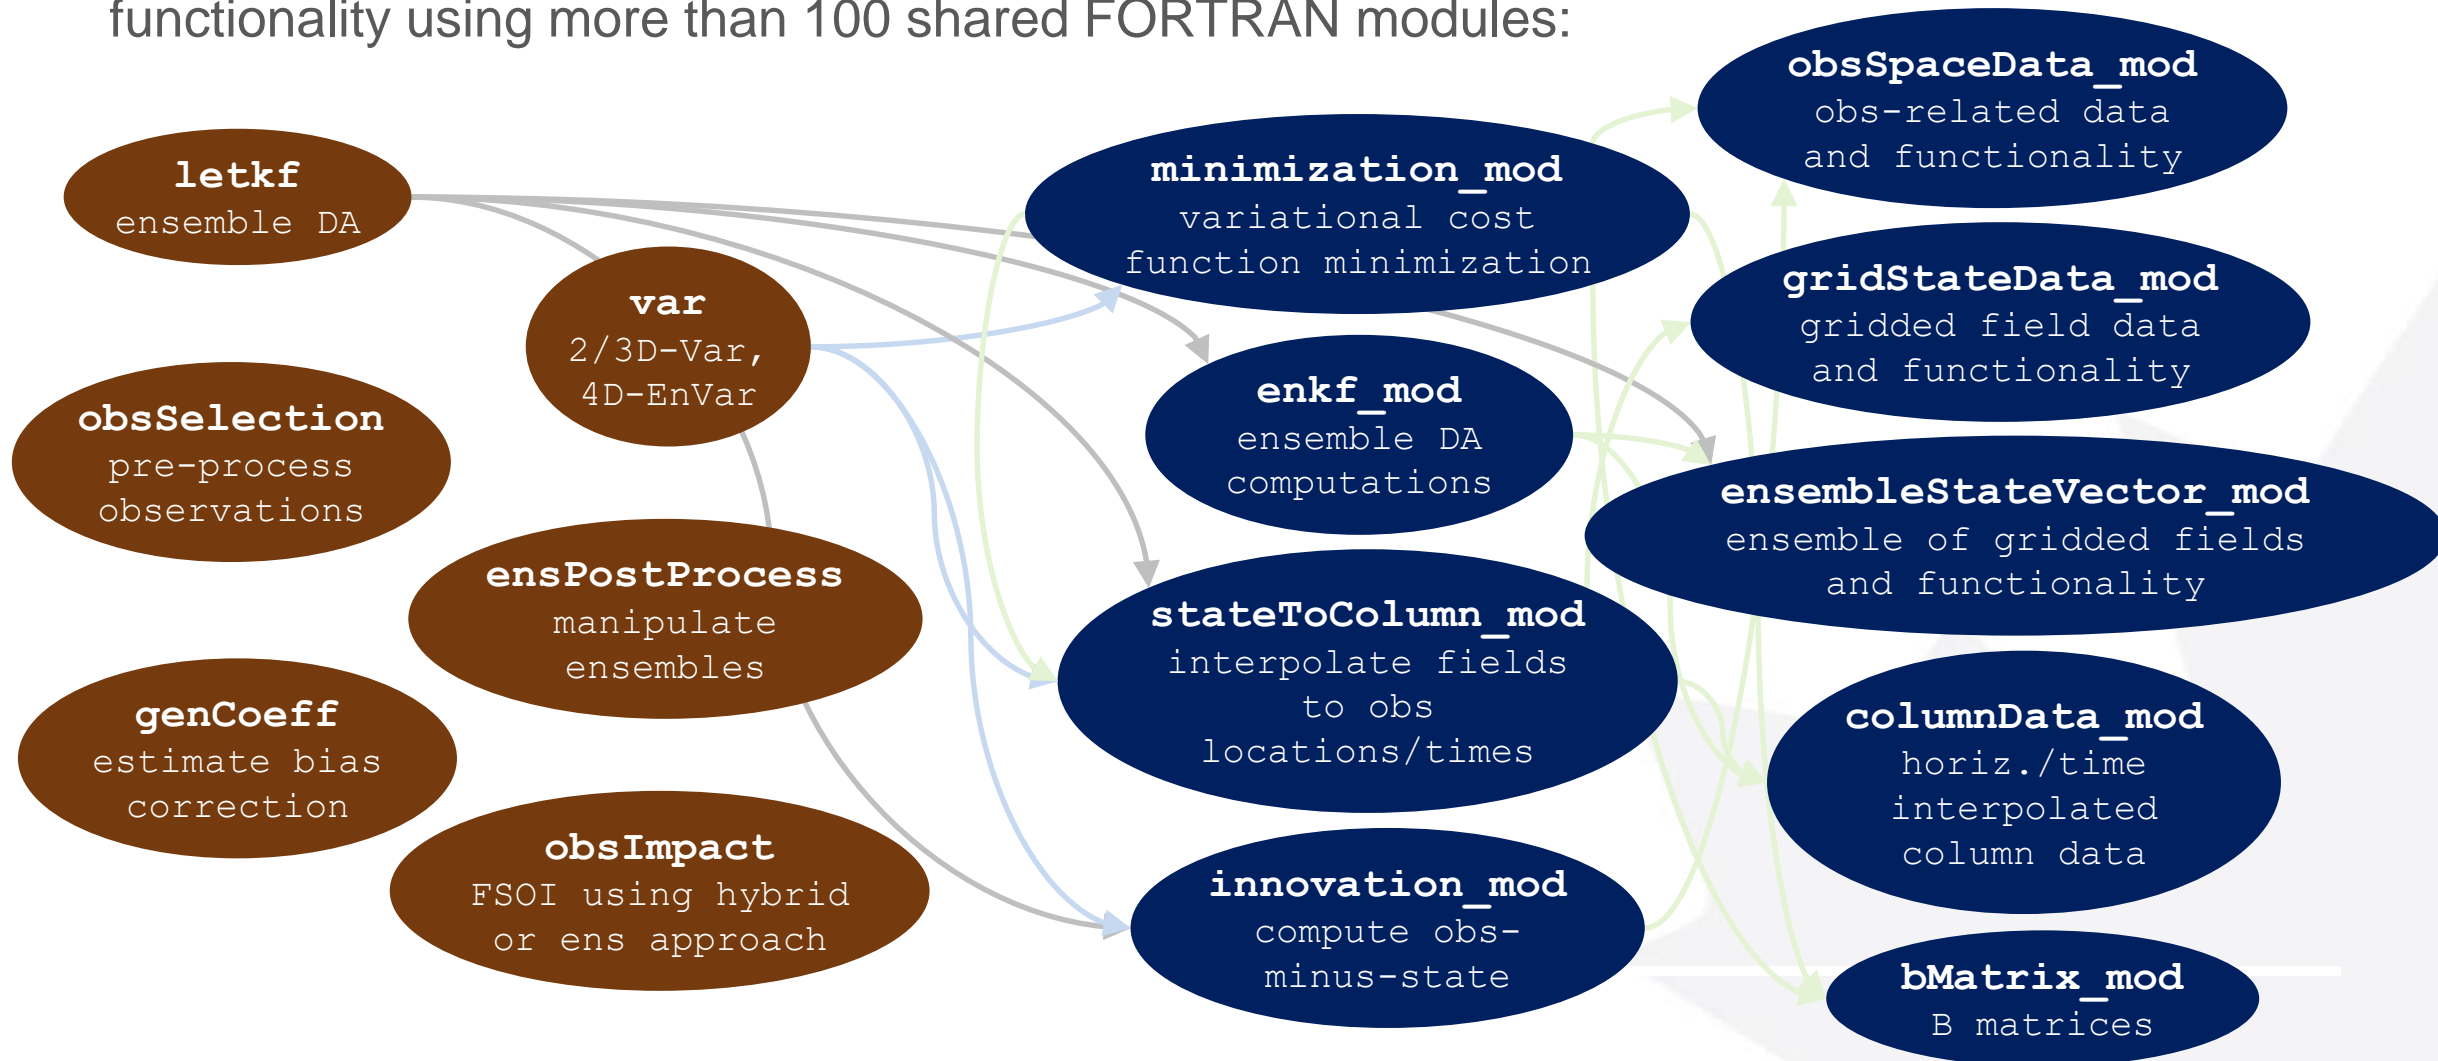 functionality using more than 100 shared FORTRAN modules:
letkf
ensemble DA
var
2/3D-Var,
4D-EnVar
obsSelection
pre-process
observations
ensPostProcess
manipulate
ensembles
genCoeff
estimate bias
correction
obsImpact
FSOI using hybrid
or ens approach
minimization_mod
variational cost
function minimization
enkf_mod
ensemble DA
computations
stateToColumn_mod
interpolate fields
to obs
locations/times
innovation_mod
compute obs-
minus-state
obsSpaceData_mod
obs-related data
and functionality
gridStateData_mod
gridded field data
and functionality
ensembleStateVector_mod
ensemble of gridded fields
and functionality
columnData_mod
horiz./time
interpolated
column data
bMatrix_mod
B matrices